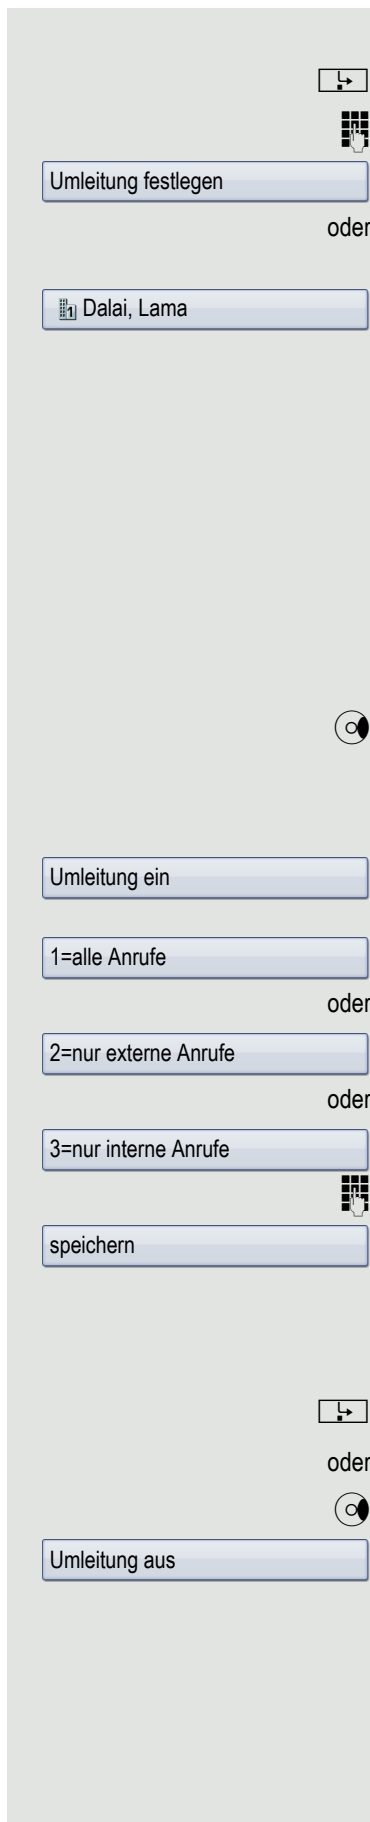 Umleitung festlegen
oder
1 Dalai, Lama
Umleitung ein
1=alle Anrufe
oder
2=nur externe Anrufe
oder
3=nur interne Anrufe
speichern
oder
Umleitung aus